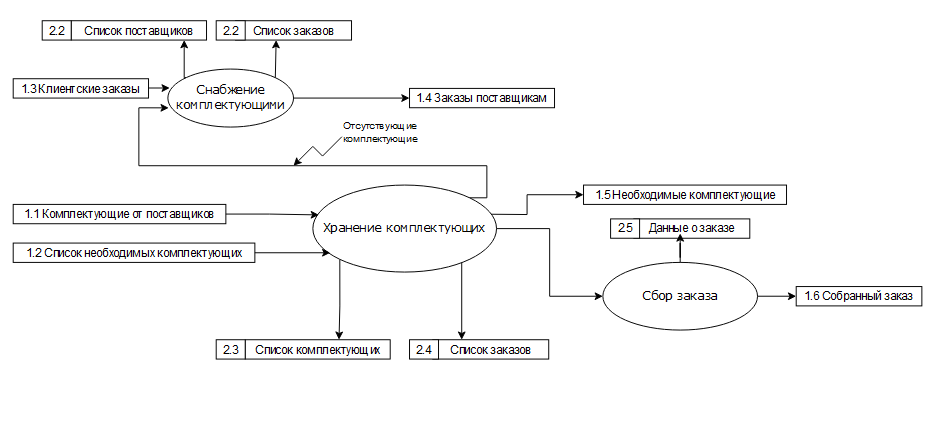 2.2 Список поставщиков
2.2 Список заказов
1.3 Клиентские заказы
Снабжение
комплектующими
1.4 Заказы поставщикам
Отсутствующие
комплектующие
1.1 Комплектующие от поставщиков
1.2 Список необходимых комплектующих
Хранение комплектующих
1.5 Необходимые комплектующие
2.5 Данные о заказе
Сбор заказа
1.6 Собранный заказ
2.3 Список комплектующих
2.4 Список заказов